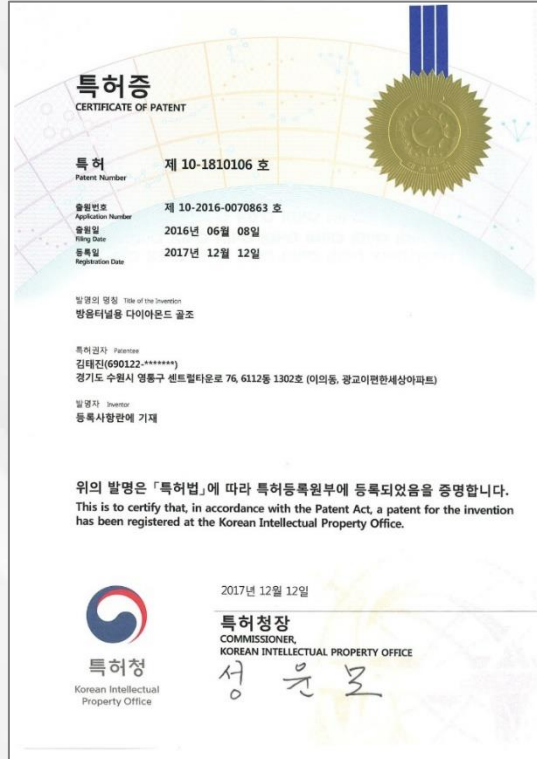 특허증
CERTIFICATE OF PATENT
특 허 제 10-1810106 호
Patent Number
출원번호 제 10-2016-0070863 호
Application Number
출원일 2016년 06월 08일
Filing Date
등록일 2017년 12월 12일
Registration Date
발명의 명칭 Title of the Invention
방음터널용 다이아몬드 골조
특허권자 Patentee
김태진(690122-*******)
경기도 수원시 영통구 센트럴타운로 76, 6112동 1302호 (이의동, 광교이편한세상아파트)
발명자 Inventor
등록사항란에 기재
위의 발명은 「특허법」에 따라 특허등록원부에 등록되었음을 증명합니다.
This is to certify that, in accordance with the Patent Act, a patent for the invention
has been registered at the Korean Intellectual Property Office.
2017년 12월 12일
특허청장
COMMISSIONER,
KOREAN INTELLECTUAL PROPERTY OFFICE
성 윤 모
특허청
Korean Intellectual
Property Office